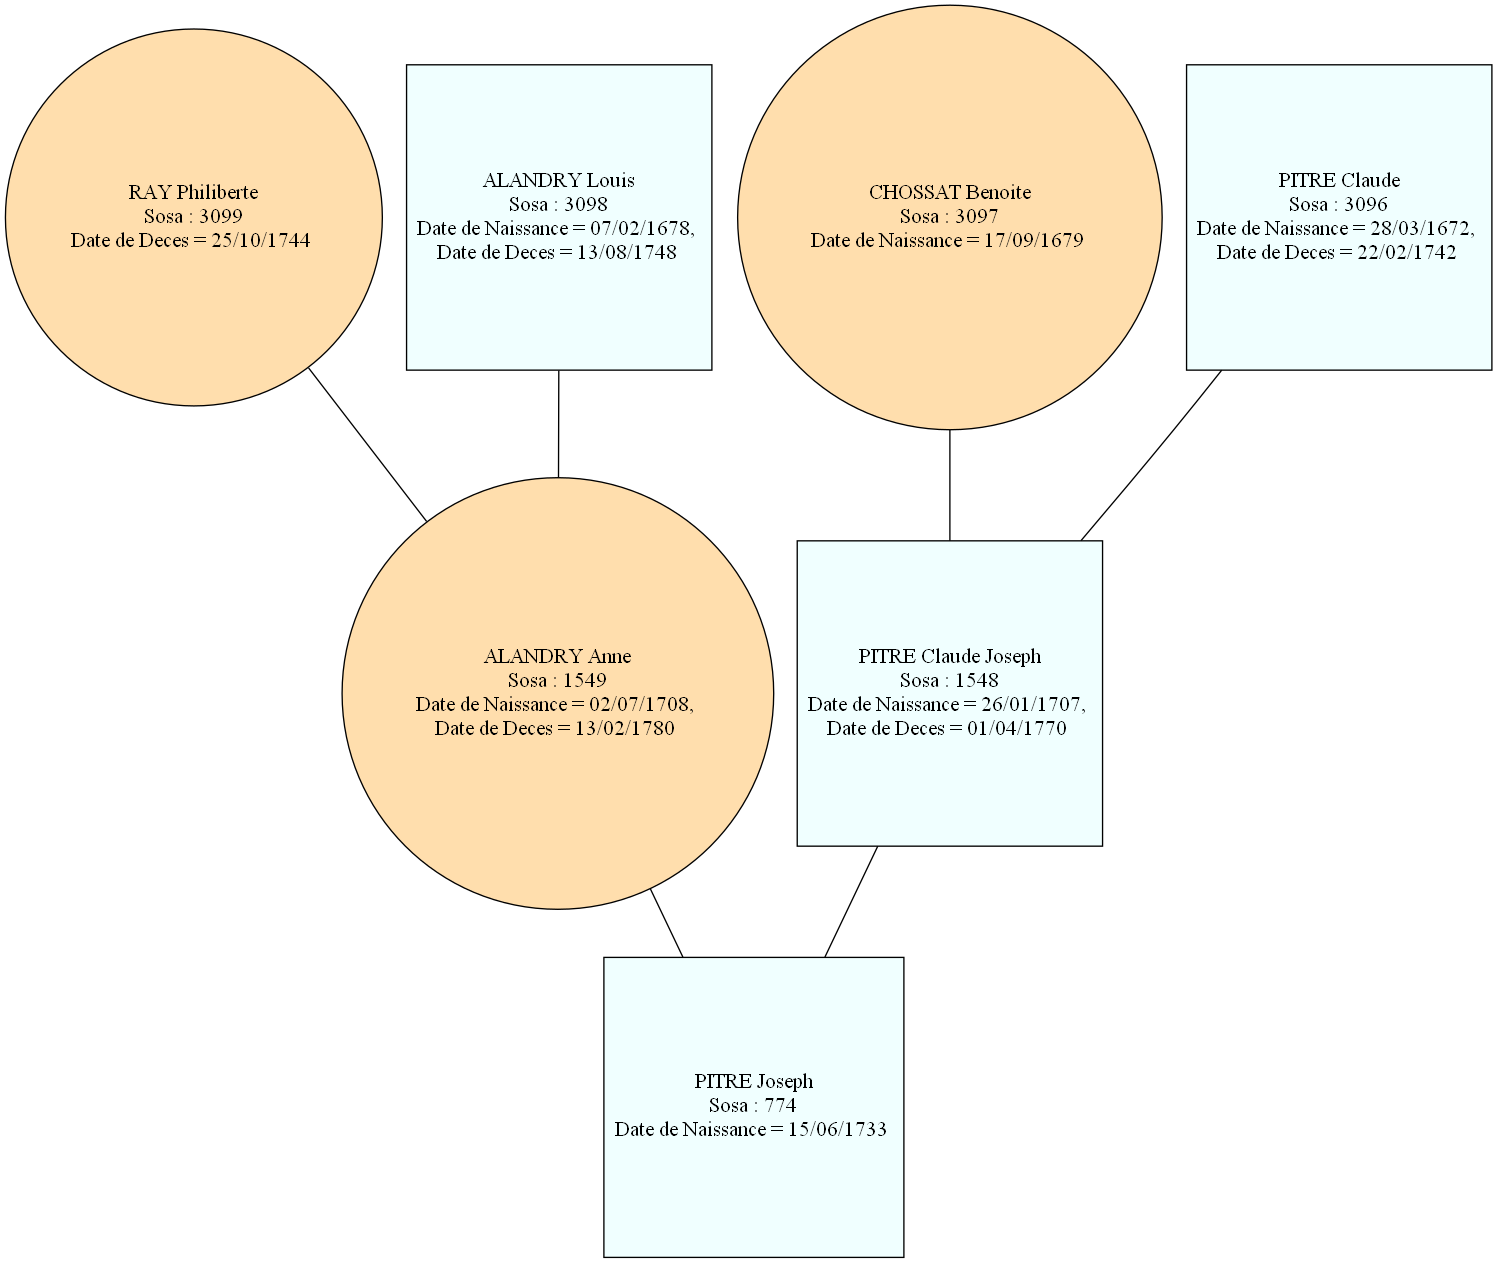 RAY Philiberte
Sosa : 3099
Date de Deces = 25/10/1744
ALANDRY Louis
Sosa : 3098
Date de Naissance = 07/02/1678,
Date de Deces = 13/08/1748
CHOSSAT Benoite
Sosa : 3097
Date de Naissance = 17/09/1679
PITRE Claude
Sosa : 3096
Date de Naissance = 28/03/1672,
Date de Deces = 22/02/1742
ALANDRY Anne
Sosa : 1549
Date de Naissance = 02/07/1708,
Date de Deces = 13/02/1780
PITRE Claude Joseph
Sosa : 1548
Date de Naissance = 26/01/1707,
Date de Deces = 01/04/1770
PITRE Joseph
Sosa : 774
Date de Naissance = 15/06/1733